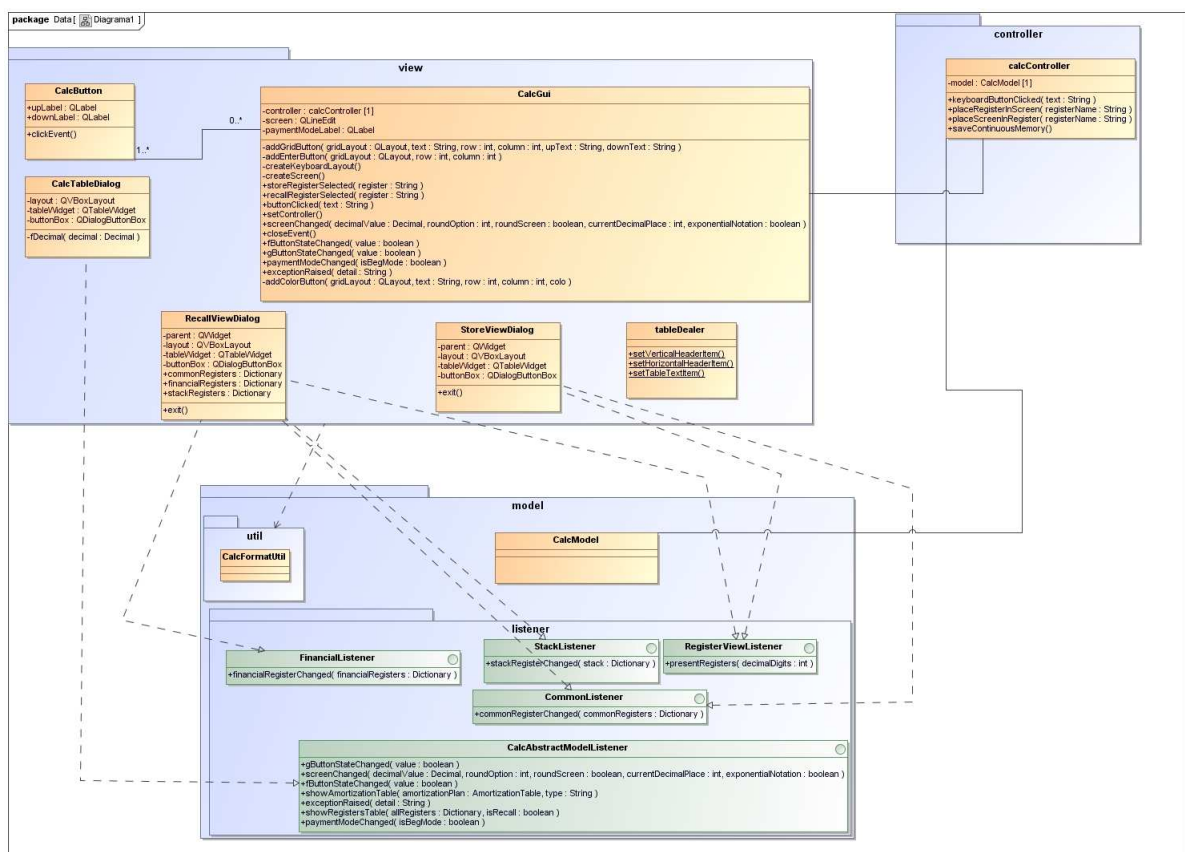 package Data [ Diagrama1 ]
controller
calcController
-model : CalcModel [1]
+keyboardButtonClicked( text : String )
+placeRegisterInScreen( registerName : String )
+placeScreenInRegister( registerName : String )
+saveContinuousMemory()
view
CalcButton
+upLabel : QLabel
+downLabel : QLabel
+clickEvent()
0..*
1..*
CalcGui
-controller : calcController [1]
-screen : QLineEdit
-paymentModeLabel : QLabel
-addGridButton( gridLayout : QLayout, text : String, row : int, column : int, upText : String, downText : String )
-addEnterButton( gridLayout : QLayout, row : int, column : int )
-createKeyboardLayout()
-createScreen()
+storeRegisterSelected( register : String )
+recallRegisterSelected( register : String )
+buttonClicked( text : String )
+setController()
+screenChanged( decimalValue : Decimal, roundOption : int, roundScreen : boolean, currentDecimalPlace : int, exponentialNotation : boolean )
+closeEvent()
+fButtonStateChanged( value : boolean )
+gButtonStateChanged( value : boolean )
+paymentModeChanged( isBegMode : boolean )
+exceptionRaised( detail : String )
-addColorButton( gridLayout : QLayout, text : String, row : int, column : int, colo )
CalcTableDialog
-layout : QVBoxLayout
-tableWidget : QTableWidget
-buttonBox : QDialogButtonBox
-fDecimal( decimal : Decimal )
RecallViewDialog
-parent : QWidget
-layout : QVBoxLayout
-tableWidget : QTableWidget
-buttonBox : QDialogButtonBox
+commonRegisters : Dictionary
+financialRegisters : Dictionary
+stackRegisters : Dictionary
+exit()
StoreViewDialog
-parent : QWidget
-layout : QVBoxLayout
-tableWidget : QTableWidget
-buttonBox : QDialogButtonBox
+exit()
tableDealer
+setVerticalHeaderItem()
+setHorizontalHeaderItem()
+setTableTextItem()
model
util
CalcFormatUtil
CalcModel
listener
FinancialListener
+financialRegisterChanged( financialRegisters : Dictionary )
StackListener
+stackRegisterChanged( stack : Dictionary )
RegisterViewListener
+presentRegisters( decimalDigits : int )
CommonListener
+commonRegisterChanged( commonRegisters : Dictionary )
CalcAbstractModelListener
+gButtonStateChanged( value : boolean )
+screenChanged( decimalValue : Decimal, roundOption : int, roundScreen : boolean, currentDecimalPlace : int, exponentialNotation : boolean )
+fButtonStateChanged( value : boolean )
+showAmortizationTable( amortizationPlan : AmortizationTable, type : String )
+exceptionRaised( detail : String )
+showRegistersTable( allRegisters : Dictionary, isRecall : boolean )
+paymentModeChanged( isBegMode : boolean )